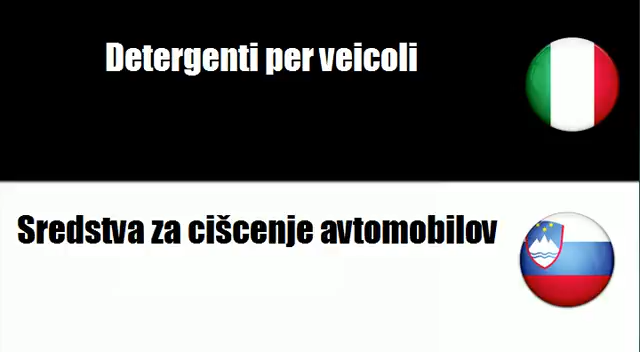 Detergenti per veicoli
Sredstva za cišcenje avtomobilov